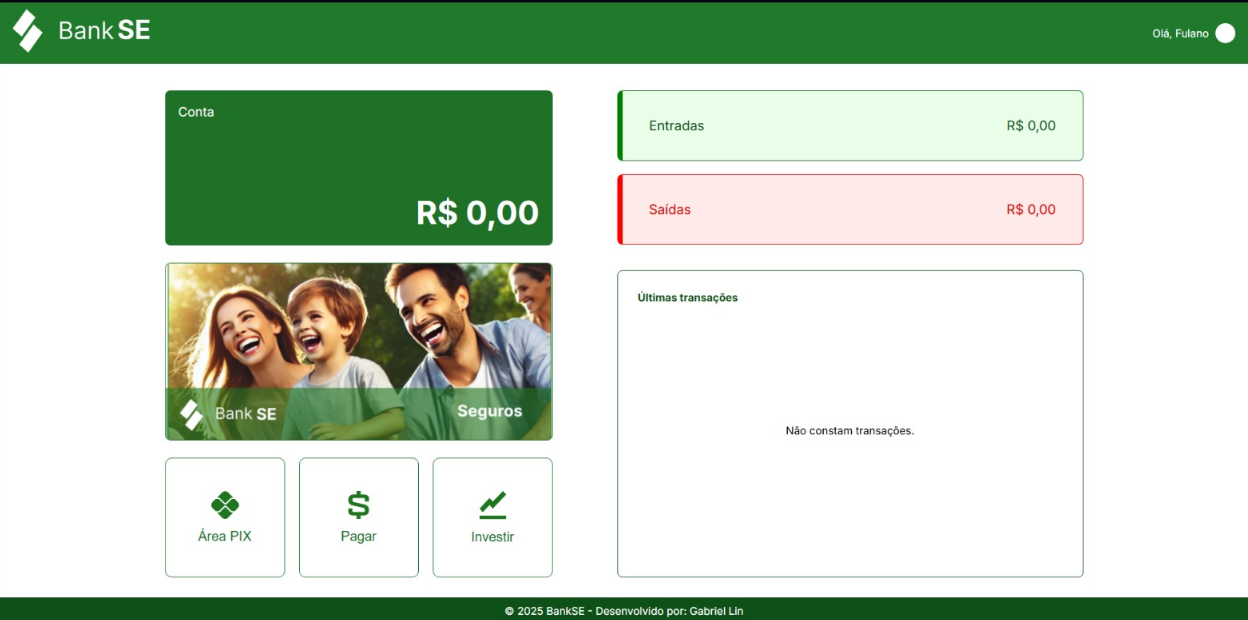 Bank SE
Olá, Fulano
Conta
R$ 0,00
Entradas R$ 0,00
Saídas R$ 0,00
Bank SE
Seguros
Últimas transações
Não constam transações.
Área PIX
Pagar
Investir
© 2025 BankSE - Desenvolvido por: Gabriel Lin